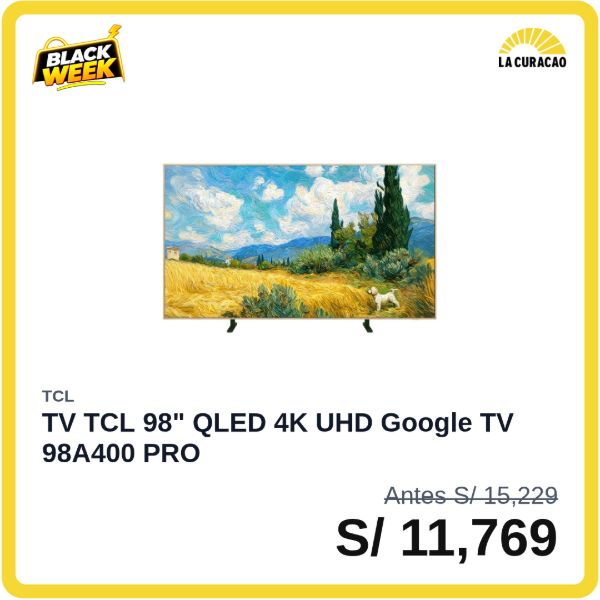 BLACK
WEEK
LA CURACAO
TCL
TV TCL 98" QLED 4K UHD Google TV
98A400 PRO
Antes S/ 15,229
S/ 11,769